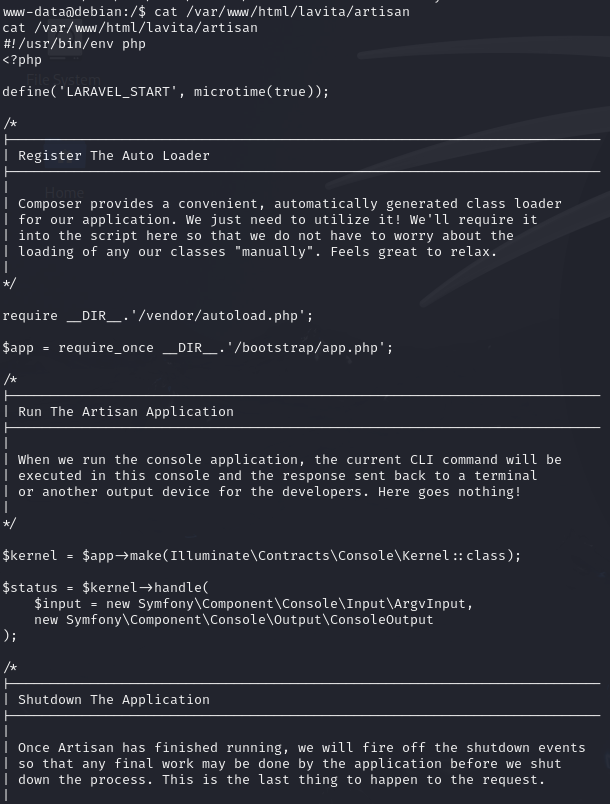 www-data@debian:/$ cat /var/www/html/lavita/artisan
cat /var/www/html/lavita/artisan
#!/usr/bin/env php
<?php
File System
define('LARAVEL_START', microtime(true));
/*
|--------------------------------------------------------------------------
| Register The Auto Loader
|--------------------------------------------------------------------------
Home
|
| Composer provides a convenient, automatically generated class loader
| for our application. We just need to utilize it! We'll require it
| into the script here so that we do not have to worry about the
| loading of any our classes "manually". Feels great to relax.
|
*/
require __DIR__.'/vendor/autoload.php';
$app = require_once __DIR__.'/bootstrap/app.php';
/*
|--------------------------------------------------------------------------
| Run The Artisan Application
|--------------------------------------------------------------------------
|
| When we run the console application, the current CLI command will be
| executed in this console and the response sent back to a terminal
| or another output device for the developers. Here goes nothing!
|
*/
$kernel = $app->make(Illuminate\Contracts\Console\Kernel::class);
$status = $kernel->handle(
    $input = new Symfony\Component\Console\Input\ArgvInput,
    new Symfony\Component\Console\Output\ConsoleOutput
);
/*
|--------------------------------------------------------------------------
| Shutdown The Application
|--------------------------------------------------------------------------
|
| Once Artisan has finished running, we will fire off the shutdown events
| so that any final work may be done by the application before we shut
| down the process. This is the last thing to happen to the request.
|